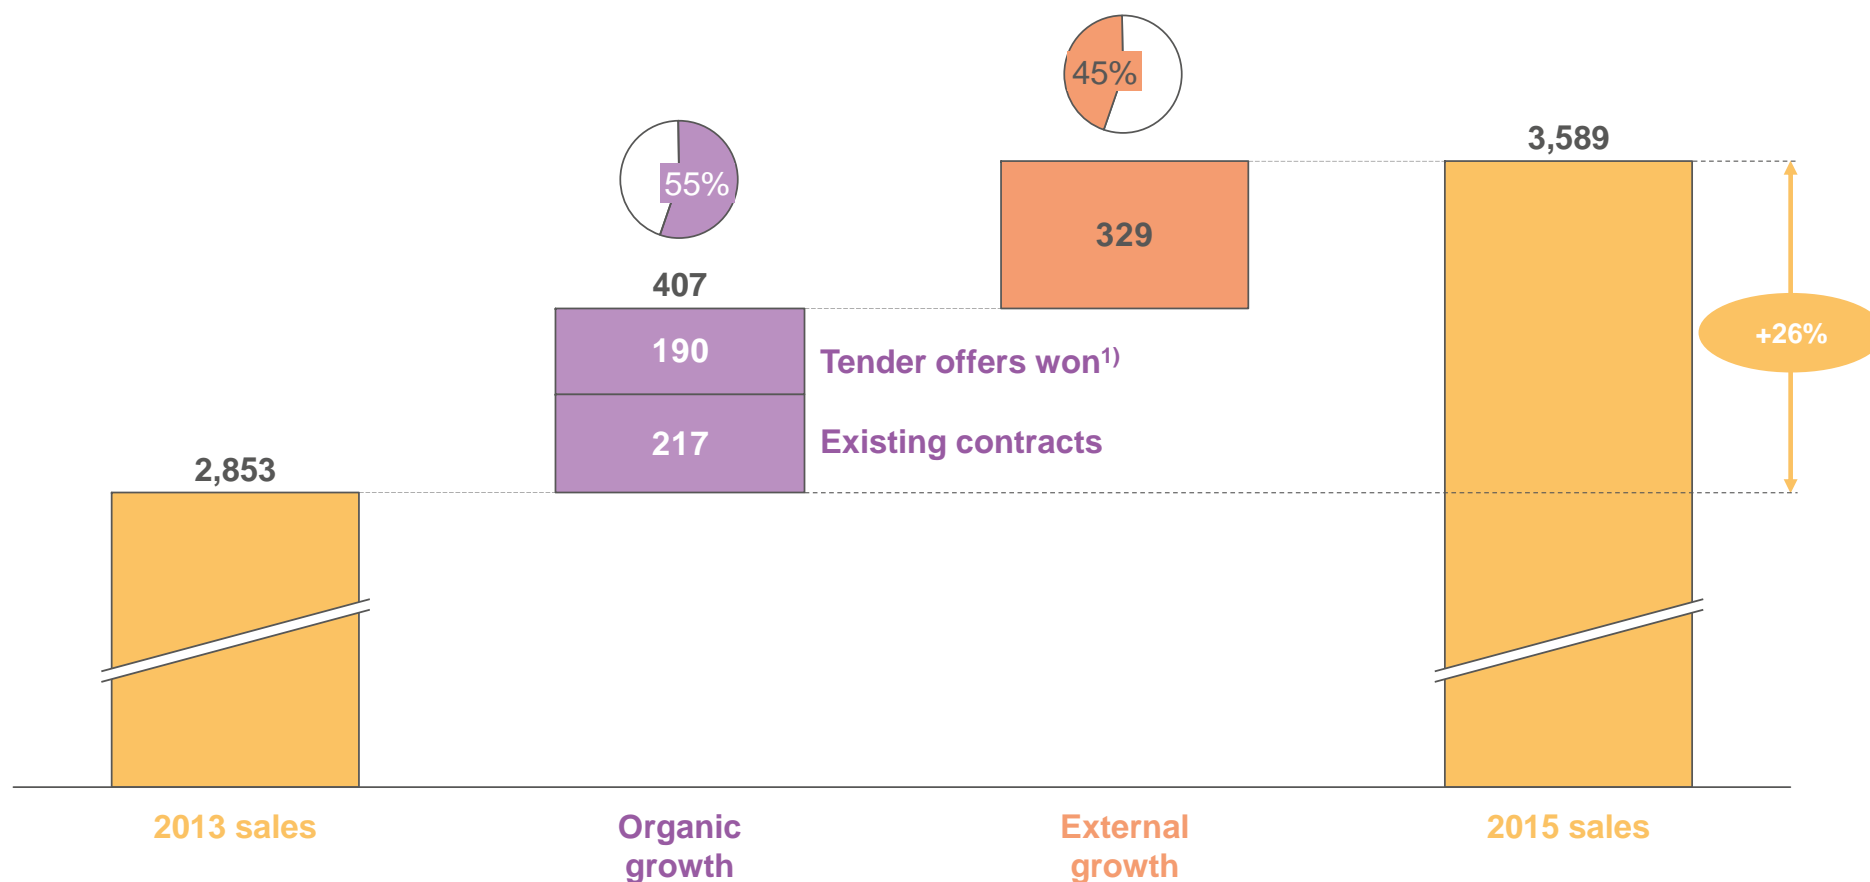 45%
3,589
55%
329
407
+26%
190
Tender offers won1)
217
Existing contracts
2,853
2013 sales
Organic
growth
External
growth
2015 sales